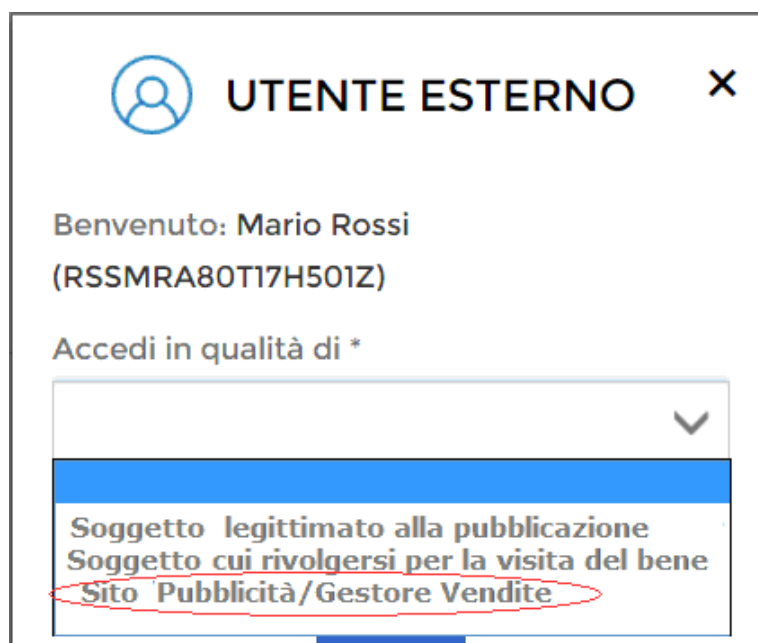 UTENTE ESTERNO
Benvenuto: Mario Rossi
(RSSMRA80T17H501Z)
Accedi in qualità di *
Soggetto legittimato alla pubblicazione
Soggetto cui rivolgersi per la visita del bene
Sito Pubblicità/Gestore Vendite